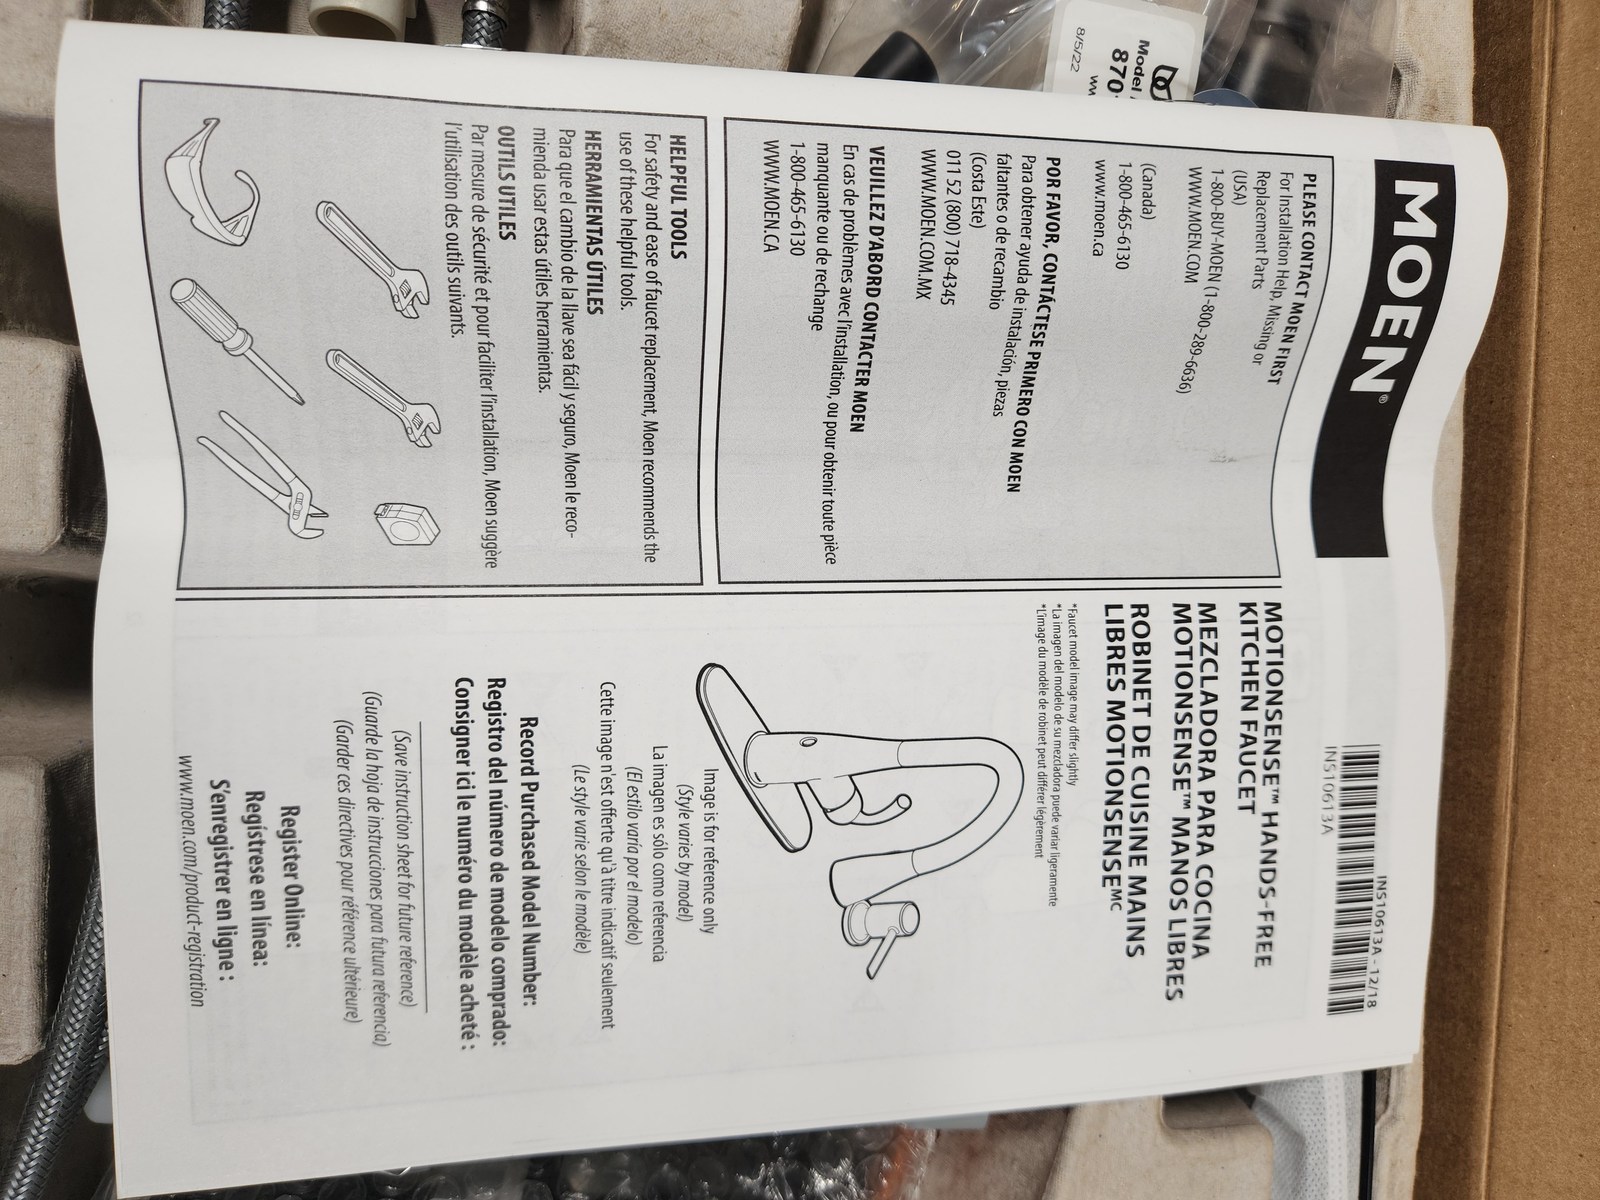 MOEN®
PLEASE CONTACT MOEN FIRST
For Installation Help, Missing or
Replacement Parts
(USA)
1-800-BUY-MOEN (1-800-289-6636)
WWW.MOEN.COM
(Canada)
1-800-465-6130
www.moen.ca
POR FAVOR, CONTÁCTESE PRIMERO CON MOEN
Para obtener ayuda de instalación, piezas
faltantes o de recambio
(Costa Este)
011 52 (800) 718-4345
WWW.MOEN.COM.MX
VEUILLEZ D'ABORD CONTACTER MOEN
En cas de problèmes avec l'installation, ou pour obtenir toute pièce
manquante ou de rechange
1-800-465-6130
WWW.MOEN.CA
HELPFUL TOOLS
For safety and ease of faucet replacement, Moen recommends the
use of these helpful tools.
HERRAMIENTAS ÚTILES
Para que el cambio de la llave sea fácil y seguro, Moen le reco-
mienda usar estas útiles herramientas.
OUTILS UTILES
Par mesure de sécurité et pour faciliter l'installation, Moen suggère
l'utilisation des outils suivants.
INS10613A - 12/18
INS10613A
MOTIONSENSE™ HANDS-FREE
KITCHEN FAUCET
MEZCLADORA PARA COCINA
MOTIONSENSE™ MANOS LIBRES
ROBINET DE CUISINE MAINS
LIBRES MOTIONSENSEᴹᶜ
*Faucet model image may differ slightly
*La imagen del modelo de su mezcladora puede variar ligeramente
*L'image du modèle de robinet peut différer légèrement
Image is for reference only
(Style varies by model)
La imagen es sólo como referencia
(El estilo varía por el modelo)
Cette image n'est offerte qu'à titre indicatif seulement
(Le style varie selon le modèle)
Record Purchased Model Number:
Registro del número de modelo comprado:
Consigner ici le numéro du modèle acheté :
(Save instruction sheet for future reference)
(Guarde la hoja de instrucciones para futura referencia)
(Garder ces directives pour référence ultérieure)
Register Online:
Regístrese en línea:
S'enregistrer en ligne :
www.moen.com/product-registration
Model
870
8/5/22